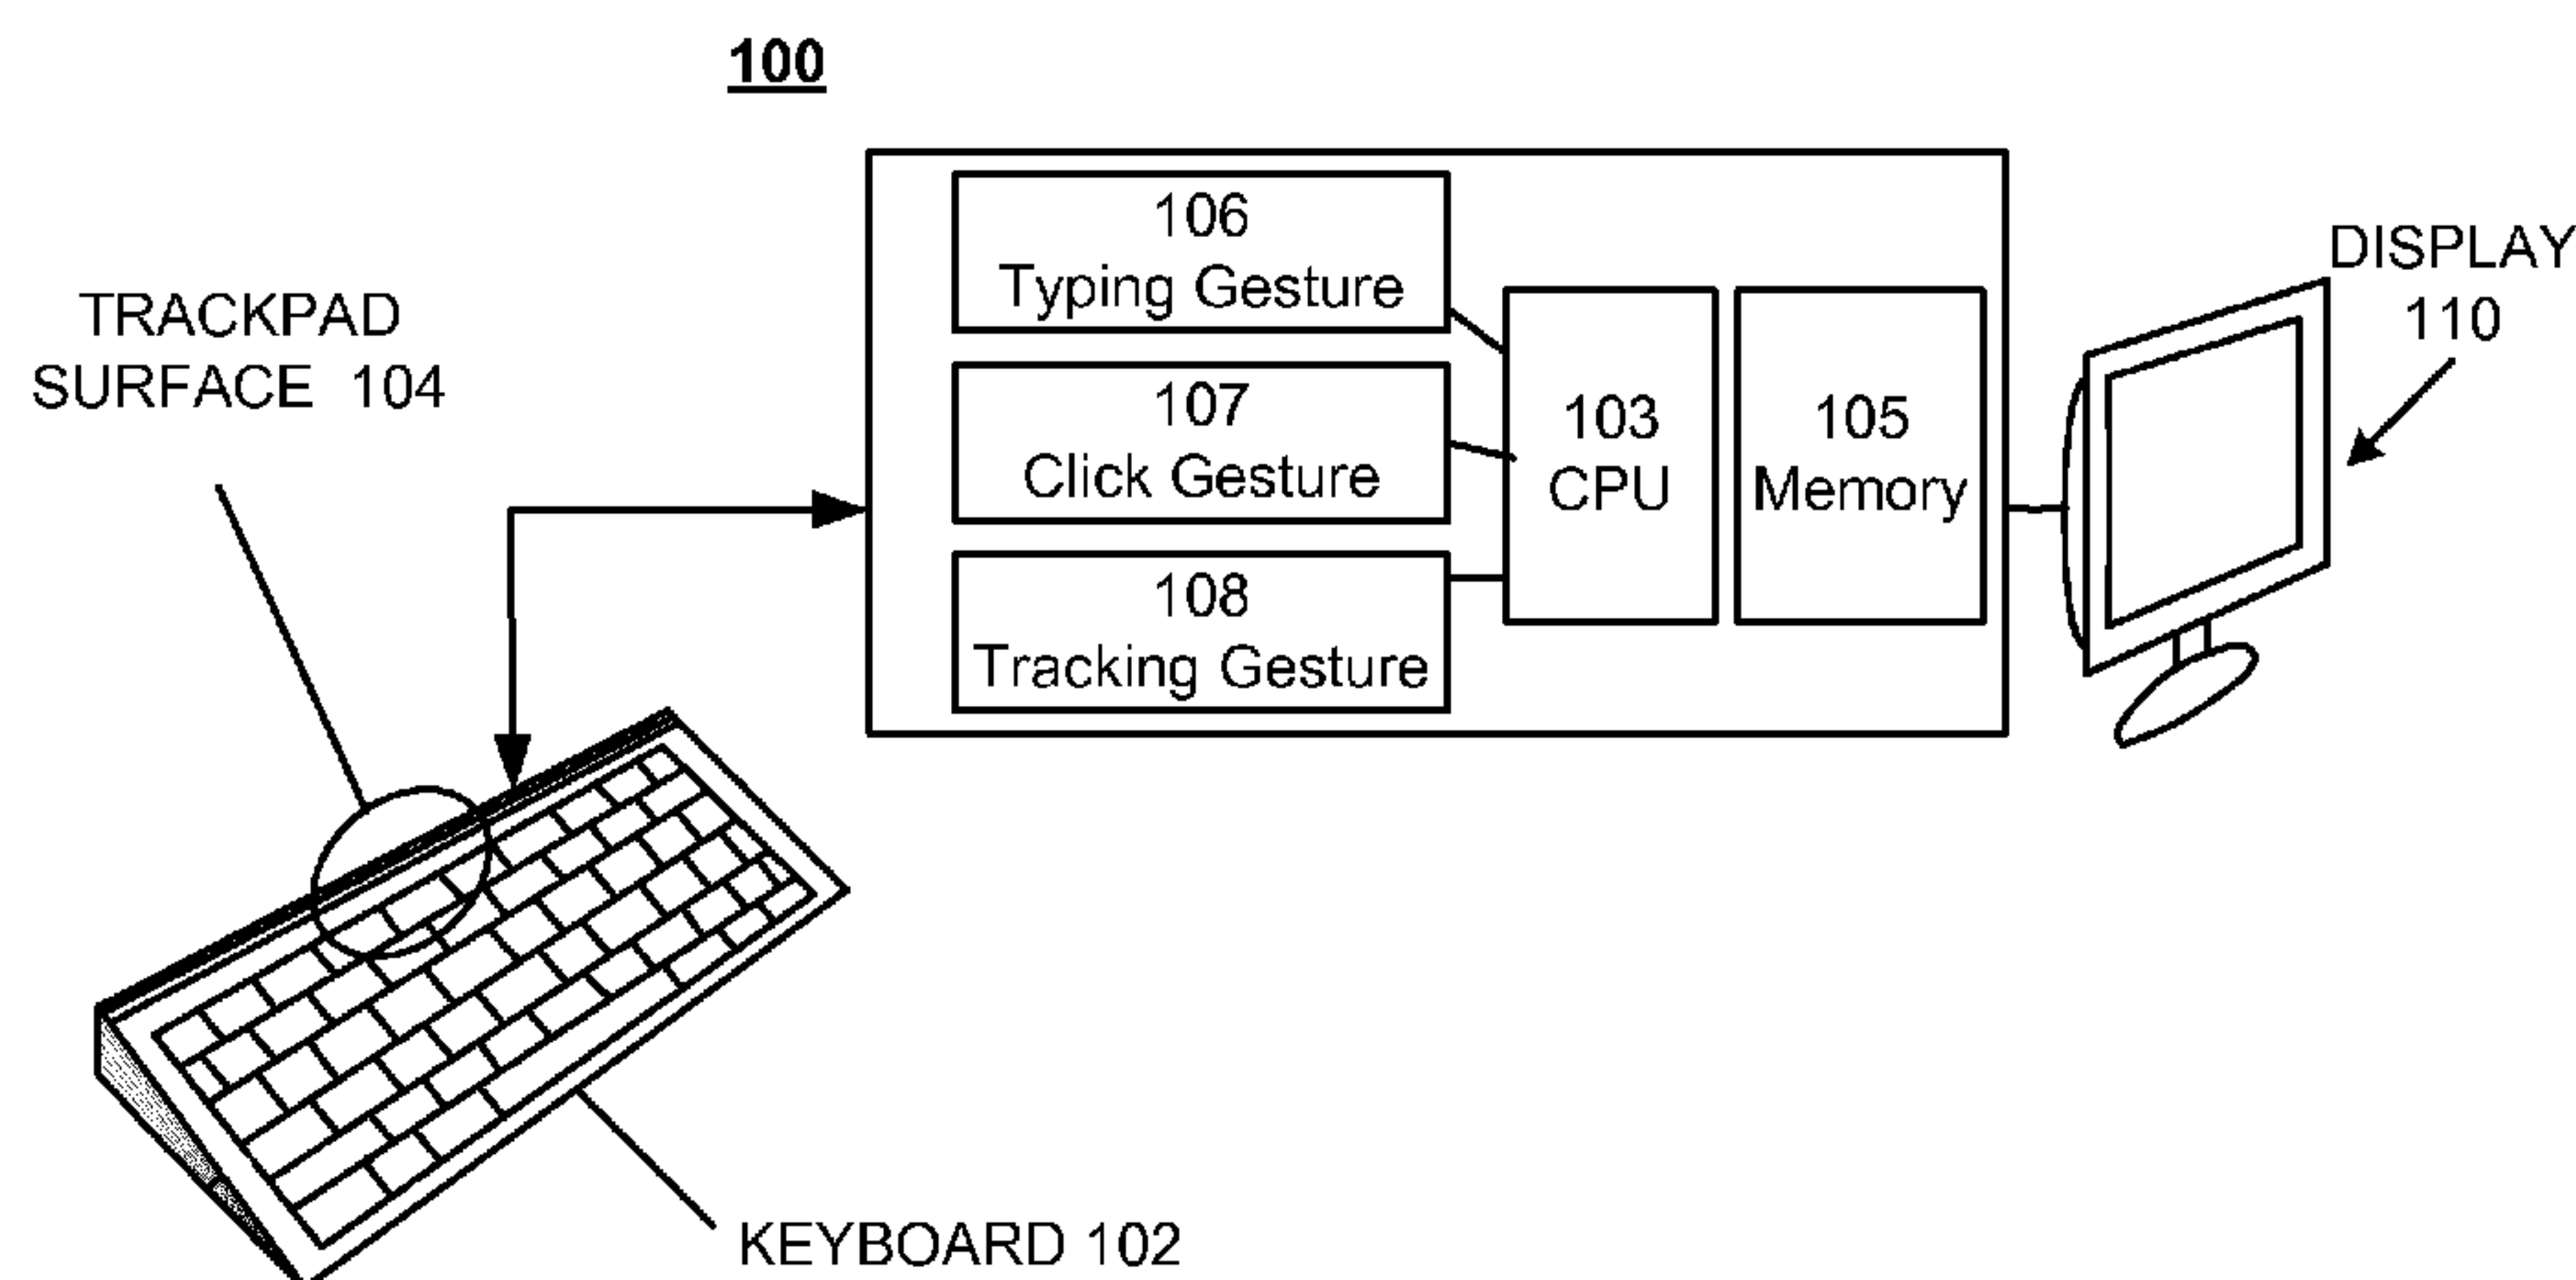 100
106
Typing Gesture
107
Click Gesture
108
Tracking Gesture
103
CPU
105
Memory
DISPLAY
110
TRACKPAD
SURFACE 104
KEYBOARD 102